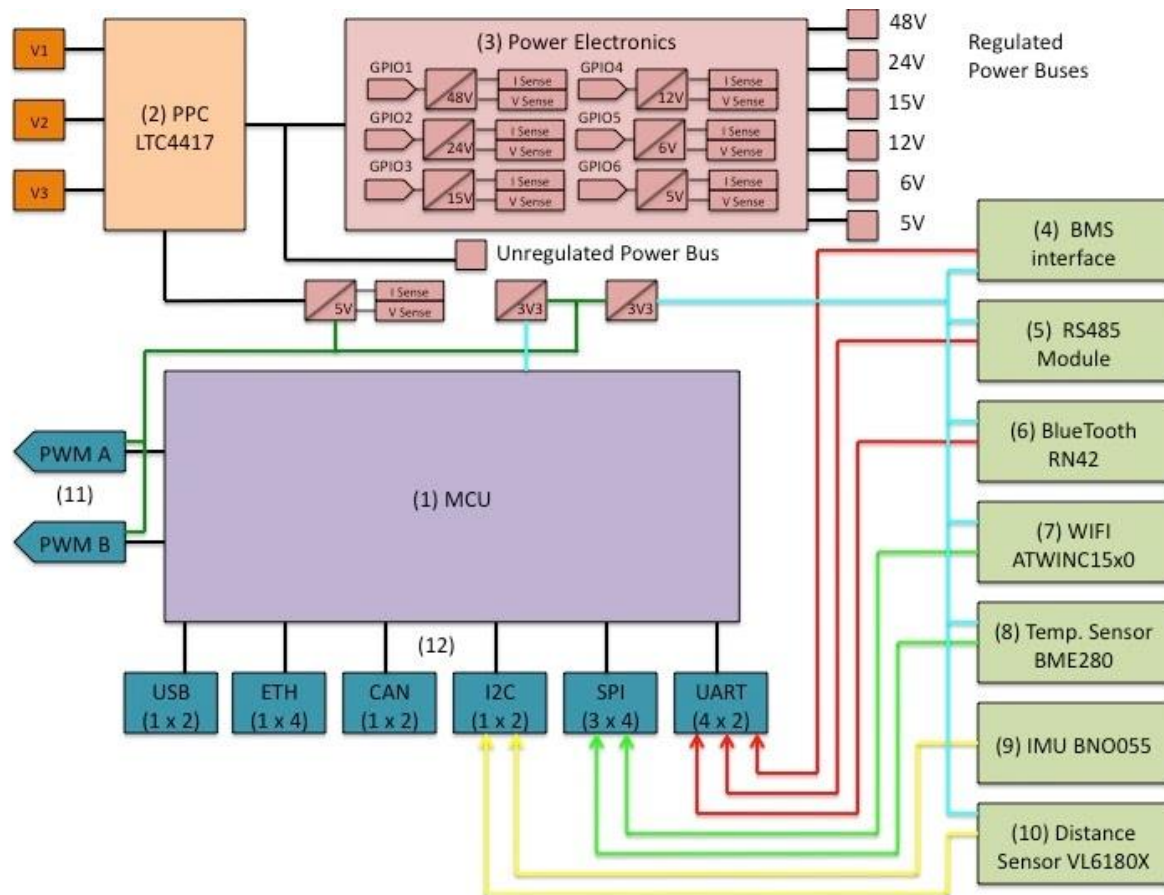 V1
V2
V3
(2) PPC
LTC4417
(3) Power Electronics
GPIO1
48V
I Sense
V Sense
GPIO4
12V
I Sense
V Sense
GPIO2
24V
I Sense
V Sense
GPIO5
6V
I Sense
V Sense
GPIO3
15V
I Sense
V Sense
GPIO6
5V
I Sense
V Sense
48V
24V
15V
12V
6V
5V
Regulated
Power Buses
Unregulated Power Bus
5V
I Sense
V Sense
3V3
3V3
(4) BMS
interface
(5) RS485
Module
(6) BlueTooth
RN42
(7) WIFI
ATWINC15x0
(8) Temp. Sensor
BME280
(9) IMU BNO055
(10) Distance
Sensor VL6180X
PWM A
(11)
PWM B
(1) MCU
(12)
USB
(1 x 2)
ETH
(1 x 4)
CAN
(1 x 2)
I2C
(1 x 2)
SPI
(3 x 4)
UART
(4 x 2)